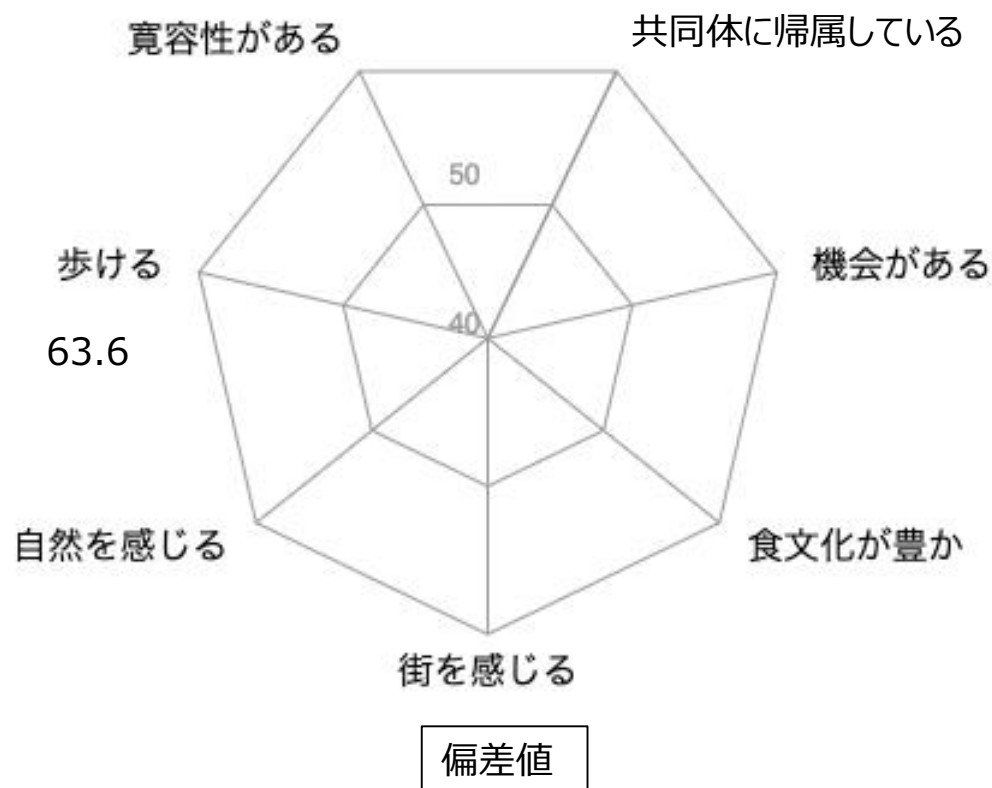 寛容性がある
共同体に帰属している
50
歩ける
機会がある
40
63.6
自然を感じる
食文化が豊か
街を感じる
偏差値